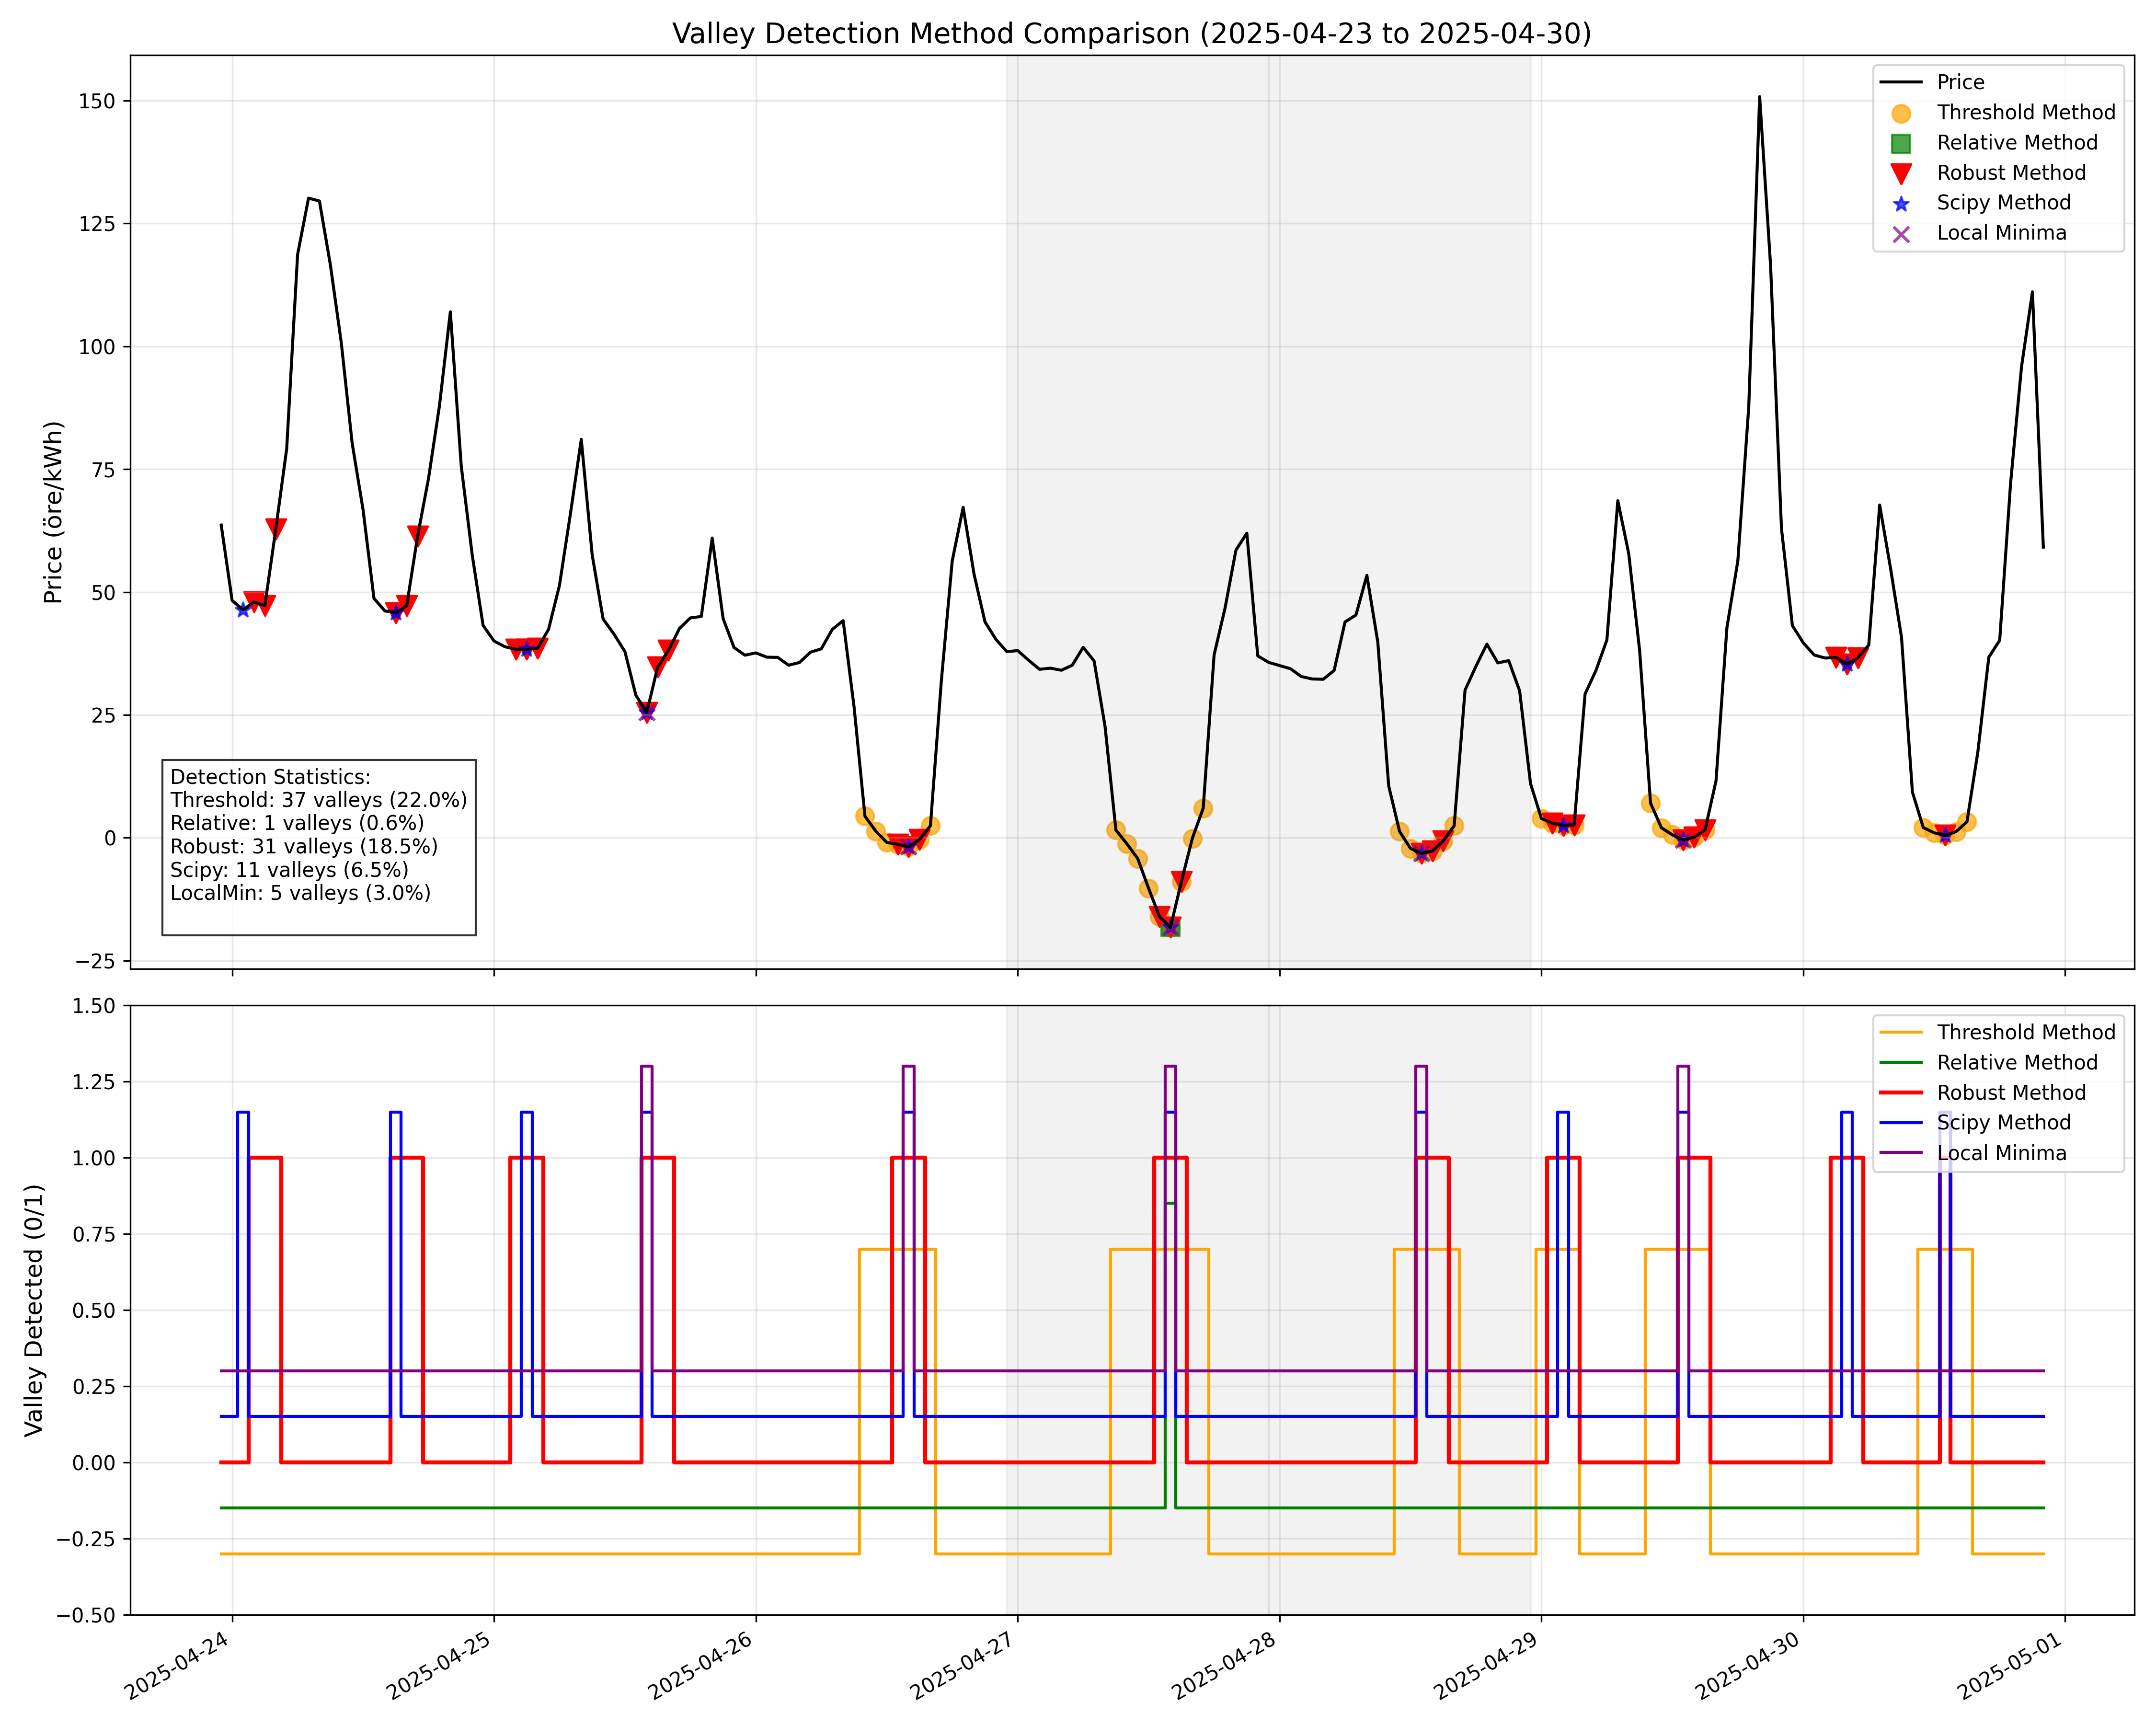 Valley Detection Method Comparison (2025-04-23 to 2025-04-30)
150
125
100
75
50
25
0
−25
Price (öre/kWh)
Price
Threshold Method
Relative Method
Robust Method
Scipy Method
Local Minima
Detection Statistics:
Threshold: 37 valleys (22.0%)
Relative: 1 valleys (0.6%)
Robust: 31 valleys (18.5%)
Scipy: 11 valleys (6.5%)
LocalMin: 5 valleys (3.0%)
1.50
1.25
1.00
0.75
0.50
0.25
0.00
−0.25
−0.50
Valley Detected (0/1)
Threshold Method
Relative Method
Robust Method
Scipy Method
Local Minima
2025-04-24
2025-04-25
2025-04-26
2025-04-27
2025-04-28
2025-04-29
2025-04-30
2025-05-01